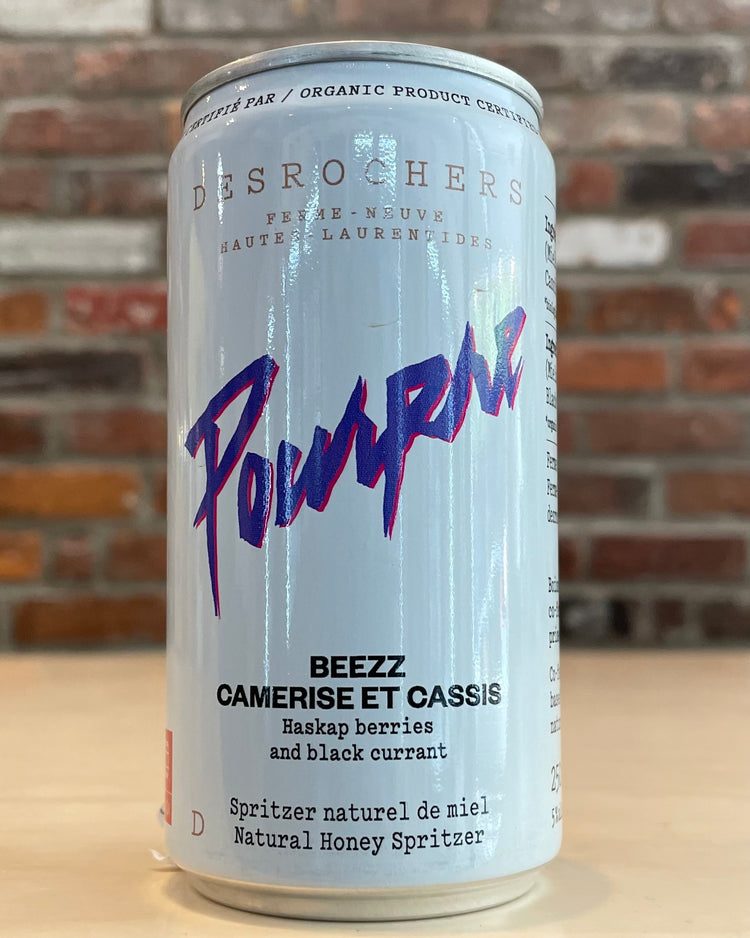 CERTIFIÉ PAR / ORGANIC PRODUCT CERTIFIE
DESROCHERS
FERME-NEUVE
HAUTES-LAURENTIDES
Pourpre
BEEZZ
CAMERISE ET CASSIS
Haskap berries
and black currant
Spritzer naturel de miel
Natural Honey Spritzer
D